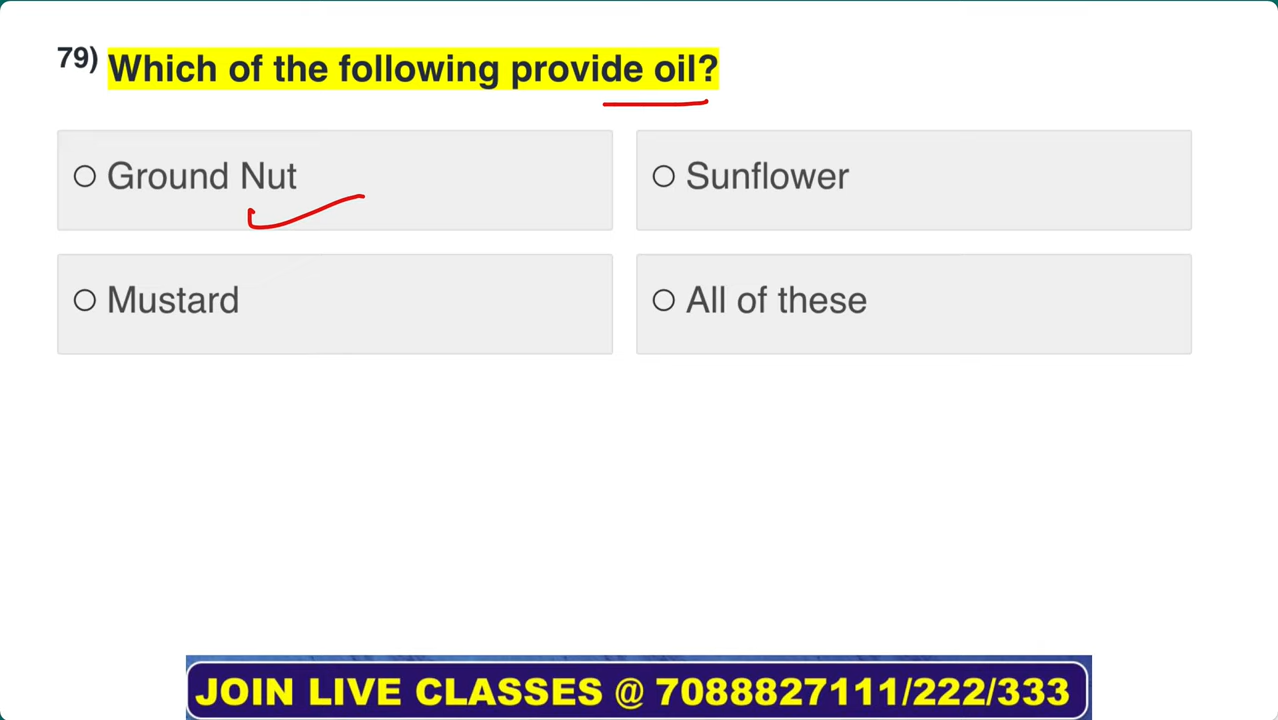 79) Which of the following provide oil?
Ground Nut
Sunflower
Mustard
All of these
JOIN LIVE CLASSES @ 7088827111/222/333